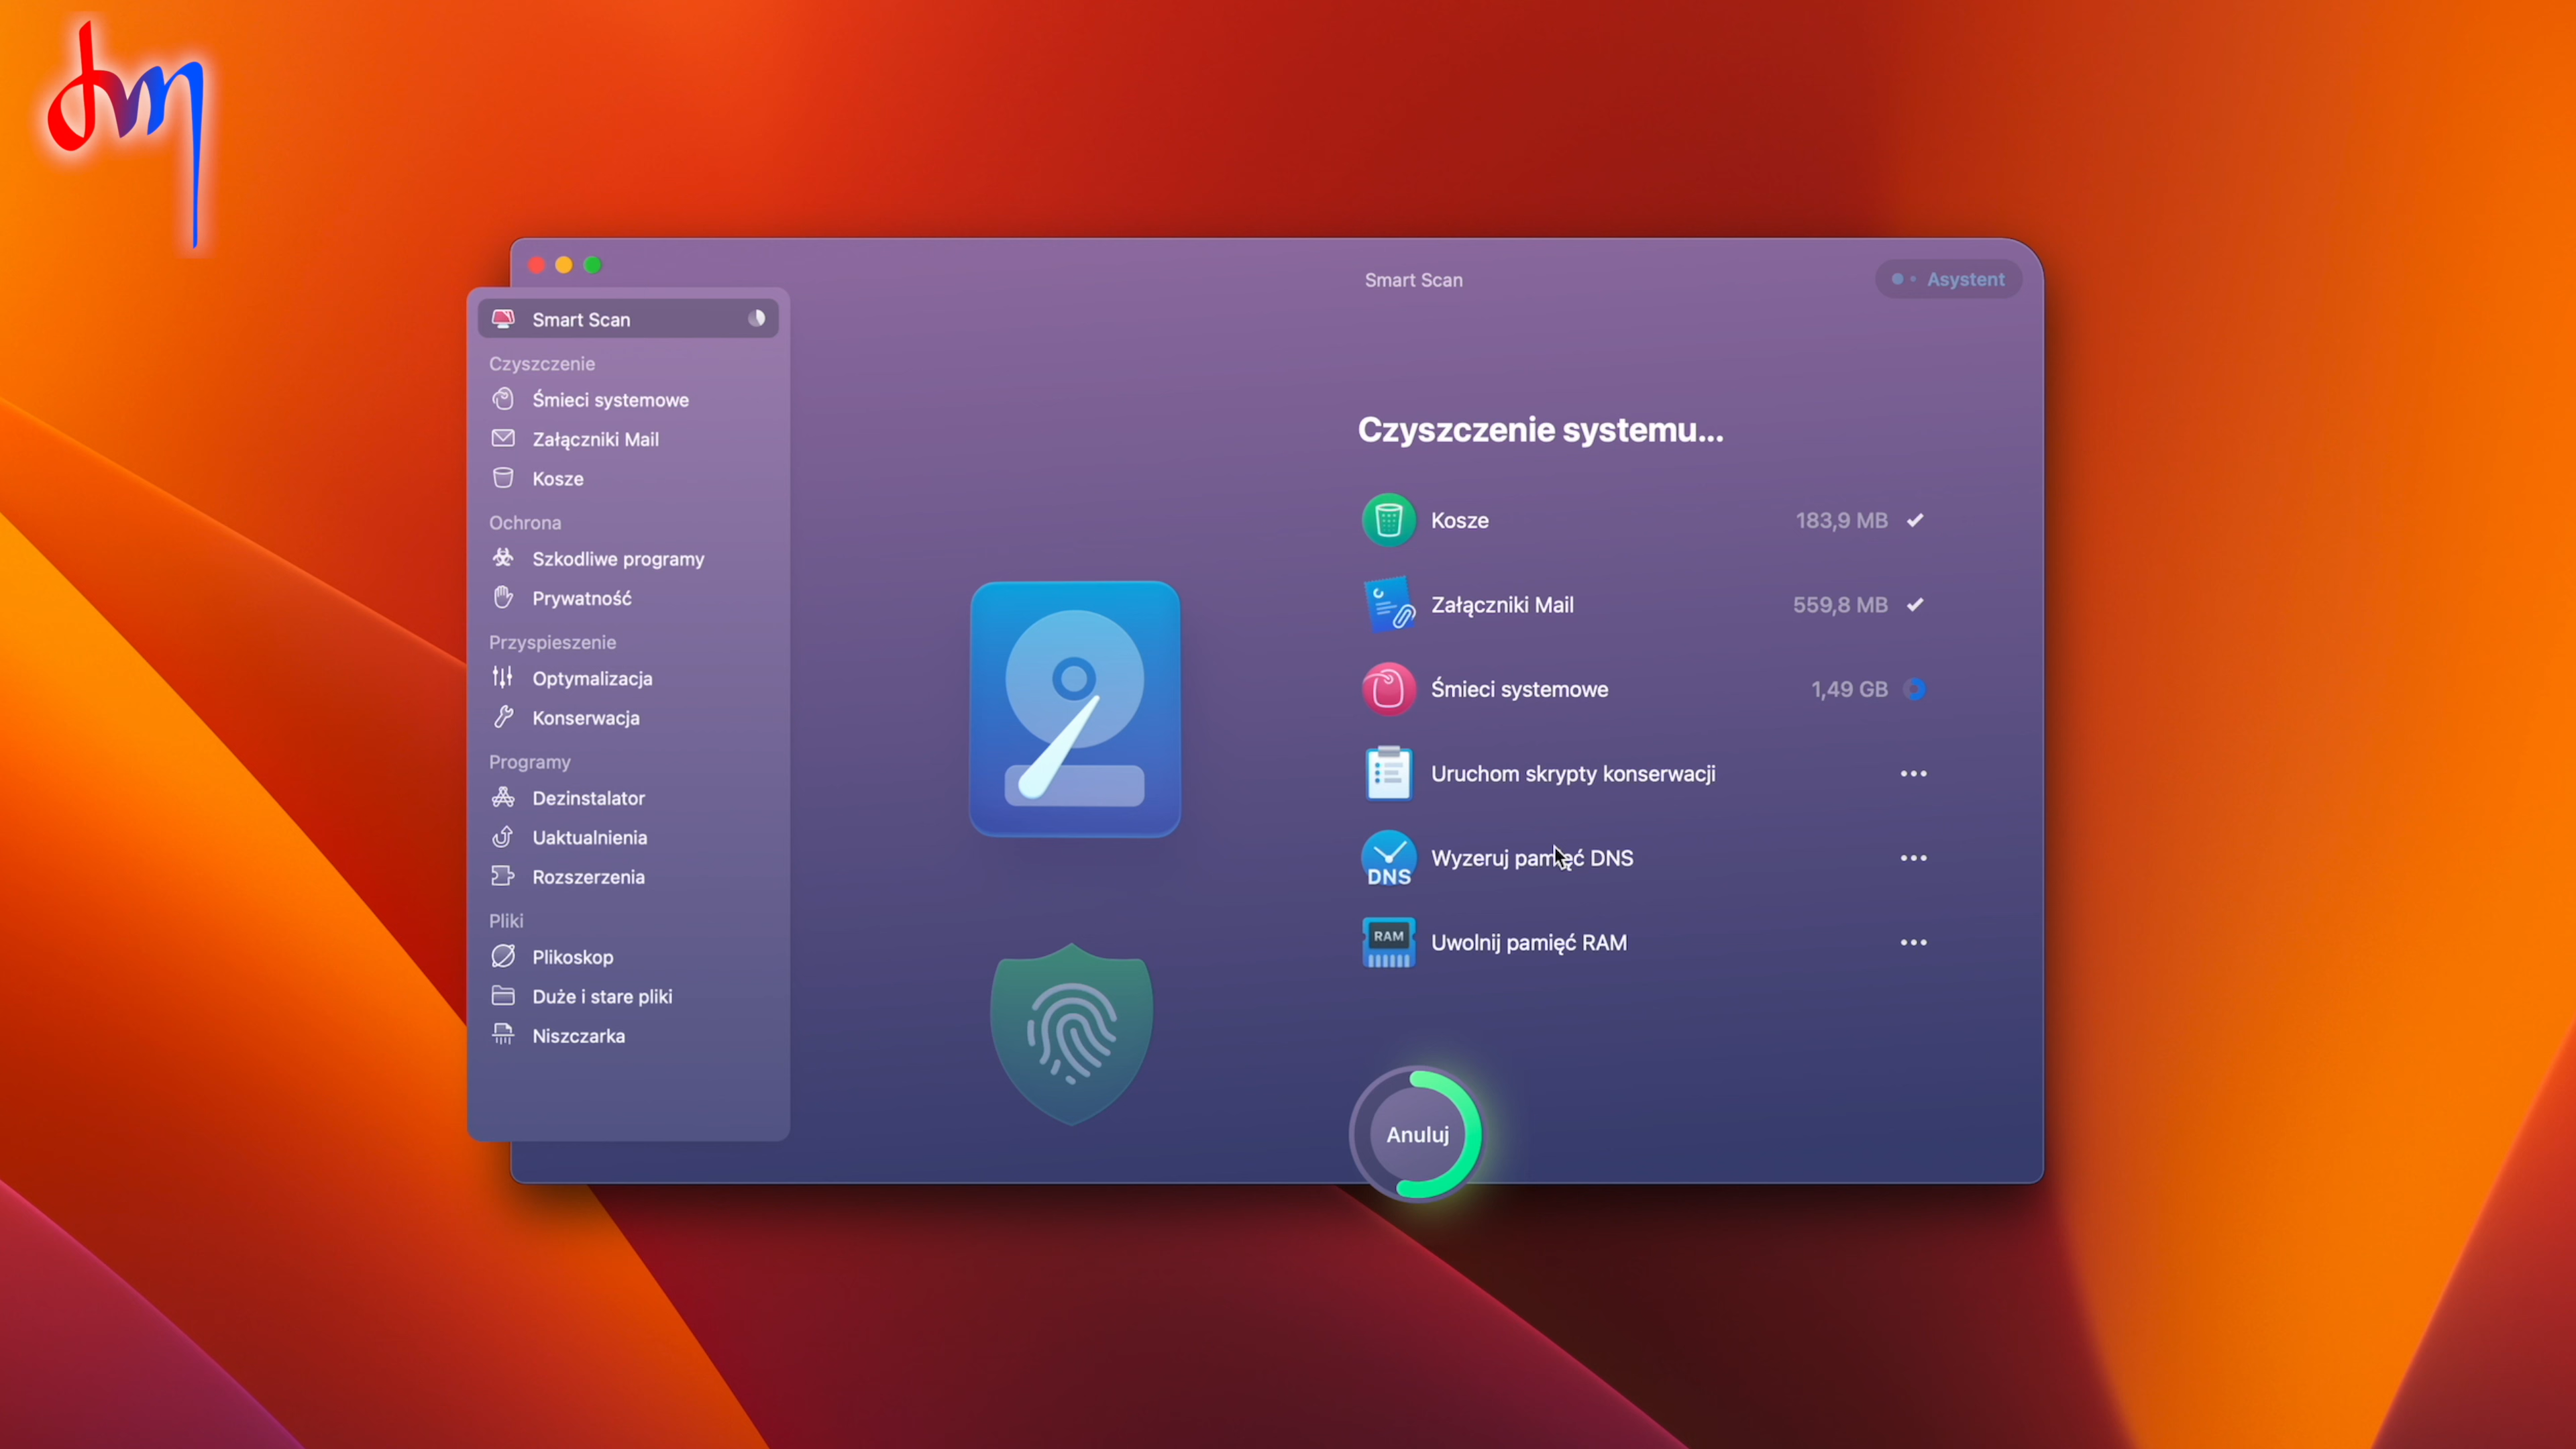 dm
Smart Scan
Asystent
Smart Scan
Czyszczenie
Śmieci systemowe
Załączniki Mail
Kosze
Ochrona
Szkodliwe programy
Prywatność
Przyspieszenie
Optymalizacja
Konserwacja
Programy
Dezinstalator
Uaktualnienia
Rozszerzenia
Pliki
Plikoskop
Duże i stare pliki
Niszczarka
Czyszczenie systemu...
Kosze 183,9 MB
Załączniki Mail 559,8 MB
Śmieci systemowe 1,49 GB
Uruchom skrypty konserwacji
DNS Wyzeruj pamięć DNS
RAM Uwolnij pamięć RAM
Anuluj